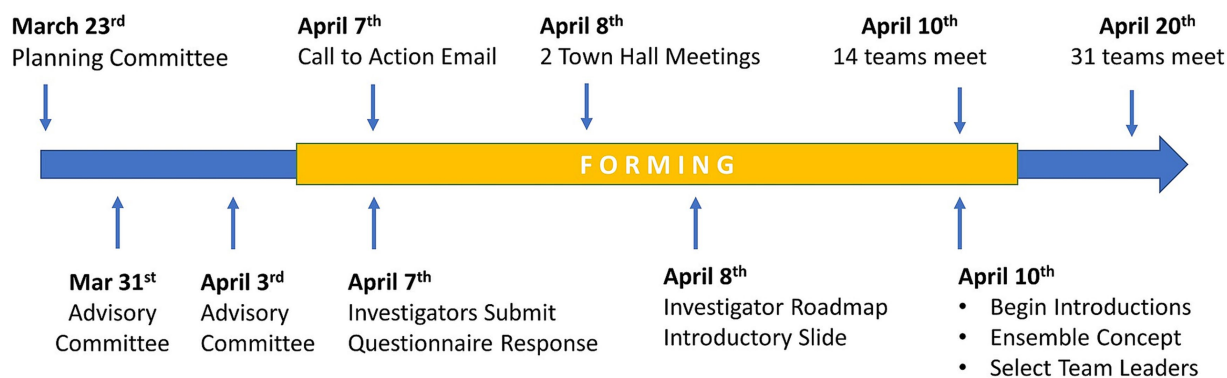 March 23rd
Planning Committee
April 7th
Call to Action Email
April 8th
2 Town Hall Meetings
April 10th
14 teams meet
April 20th
31 teams meet
FORMING
Mar 31st
Advisory
Committee
April 3rd
Advisory
Committee
April 7th
Investigators Submit
Questionnaire Response
April 8th
Investigator Roadmap
Introductory Slide
April 10th
• Begin Introductions
• Ensemble Concept
• Select Team Leaders